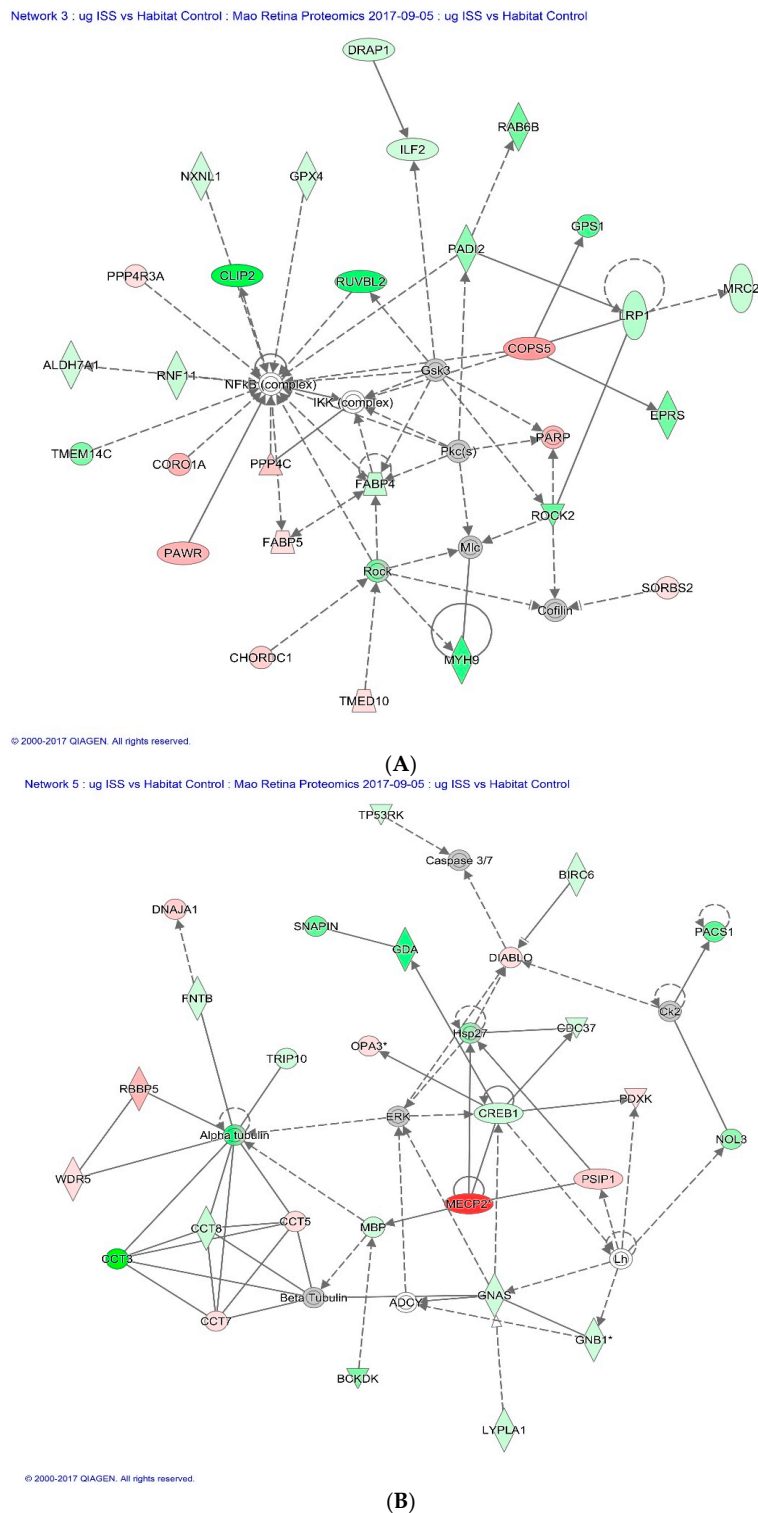 Network 3 : ug ISS vs Habitat Control : Mao Retina Proteomics 2017-09-05 : ug ISS vs Habitat Control
DRAP1
RAB6B
ILF2
NXNL1
GPX4
GPS1
PADI2
PPP4R3A
CLIP2
RUVBL2
MRC2
LRP1
COPS5
ALDH7A1
RNF11
NFkB (complex)
Gsk3
IKK (complex)
EPRS
TMEM14C
CORO1A
PPP4C
Pkc(s)
PARP
FABP4
ROCK2
PAWR
FABP5
Mlc
Rock
SORBS2
Cofilin
CHORDC1
MYH9
TMED10
© 2000-2017 QIAGEN. All rights reserved.
(A)
Network 5 : ug ISS vs Habitat Control : Mao Retina Proteomics 2017-09-05 : ug ISS vs Habitat Control
TP53RK
Caspase 3/7
BIRC6
DNAJA1
SNAPIN
GDA
PACS1
DIABLO
FNTB
Ck2
Hsp27
CDC37
OPA3*
TRIP10
RBBP5
ERK
CREB1
PDXK
Alpha tubulin
NOL3
WDR5
PSIP1
MECP2*
CCT8
CCT5
MBP
CCT3
Lh
Beta Tubulin
ADCY
GNAS
CCT7
GNB1*
BCKDK
LYPLA1
© 2000-2017 QIAGEN. All rights reserved.
(B)